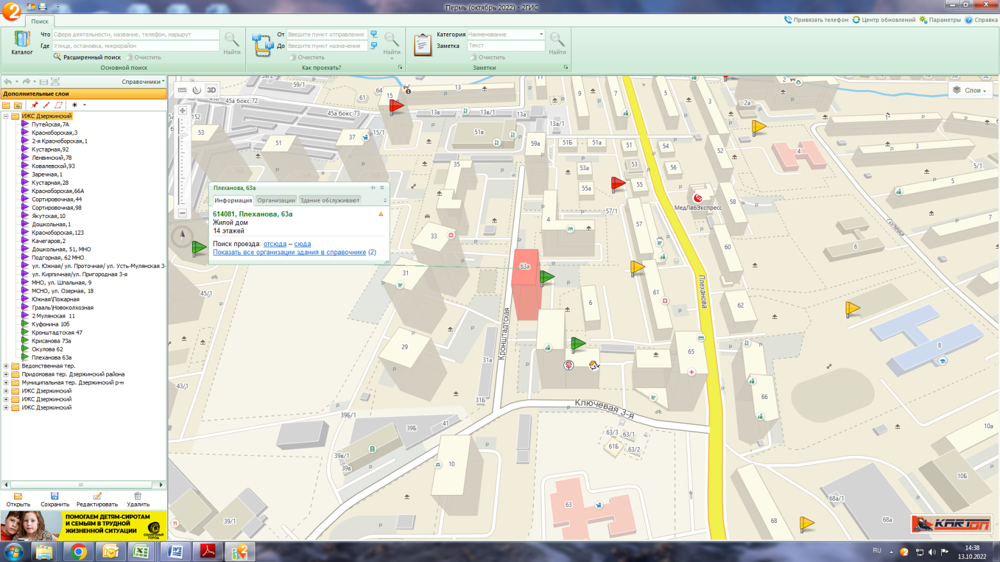 Пермь (октябрь 2022) - 2ГИС
Поиск
Привязать телефон
Центр обновлений
Параметры
Справка
Каталог
Что
Сфера деятельности, название, телефон, маршрут
Где
Улица, остановка, микрорайон
Расширенный поиск
Очистить
Найти
Основной поиск
От
Введите пункт отправления
До
Введите пункт назначения
Очистить
Найти
Как проехать?
Категория
Наименование
Заметка
Текст
Очистить
Найти
Заметки
Справочники
Дополнительные слои
ИЖС Дзержинский
Путейская,7А
Красноборская,3
2-я Красноборская,1
Кустарная,92
Ленвинский,78
Ковалевской,93
Заречная,1
Кустарная,28
Красноборская,66А
Сортировочная,44
Сортировочная,98
Якутская,10
Дошкольная,1
Красноборская,123
Качегаров,2
Дошкольная, 51, МНО
Подгорная, 62 МНО
ул. Южная/ ул. Проточная/ ул. Усть-Мулянская 3-
ул. Кирпичная/ул. Пригородная 3-я
МНО, ул. Шпальная, 9
МСНО, ул. Озерная, 18
Южная\Пожарная
Грааль\Новоколхозная
2 Мулянская 11
Куфонина 10б
Кронштадтская 47
Крисанова 73а
Окулова 62
Плеханова 63а
Ведомственная тер.
Придомовая тер. Дзержинский района
Муниципальная тер. Дзержинский р-н
ИЖС Дзержинский
ИЖС Дзержинский
ИЖС Дзержинский
Открыть
Сохранить
Редактировать
Удалить
ПОМОГАЕМ ДЕТЯМ-СИРОТАМ
И СЕМЬЯМ В ТРУДНОЙ
ЖИЗНЕННОЙ СИТУАЦИИ
СОЛНЕЧНЫЙ
ГОРОД
3D
Слои
Плеханова, 63а
Информация
Организации
Здание обслуживают
614081, Плеханова, 63а
Жилой дом
14 этажей
Поиск проезда: отсюда – сюда
Показать все организации здания в справочнике (2)
59/1
45а бокс 72
45а бокс 73
152
61
64
15
13
13в
13в/1
13а
13а/1
11
9
7
5
3
2
2а
1
53
51
37
15/1
51в
59а
51Б
51а
51
54
52
4
3
5/1
35
53а
53
56
55а
55
5
МедЛабЭкспресс
57/1
58
4
57
33
60
6
7
Голева
63а
31
45/1
61
Плеханова
62
6
Кронштадтская
29
31а
65
8
43/1
31Б
66
Ключевая 3-я
39Б/1
39Б
41
63/3
63/1
61Б
63/2
10а
39в/1
39в
10
10Б
63
68а/1
68
68а
39/1
КАRТОП
RU
14:38
13.10.2022